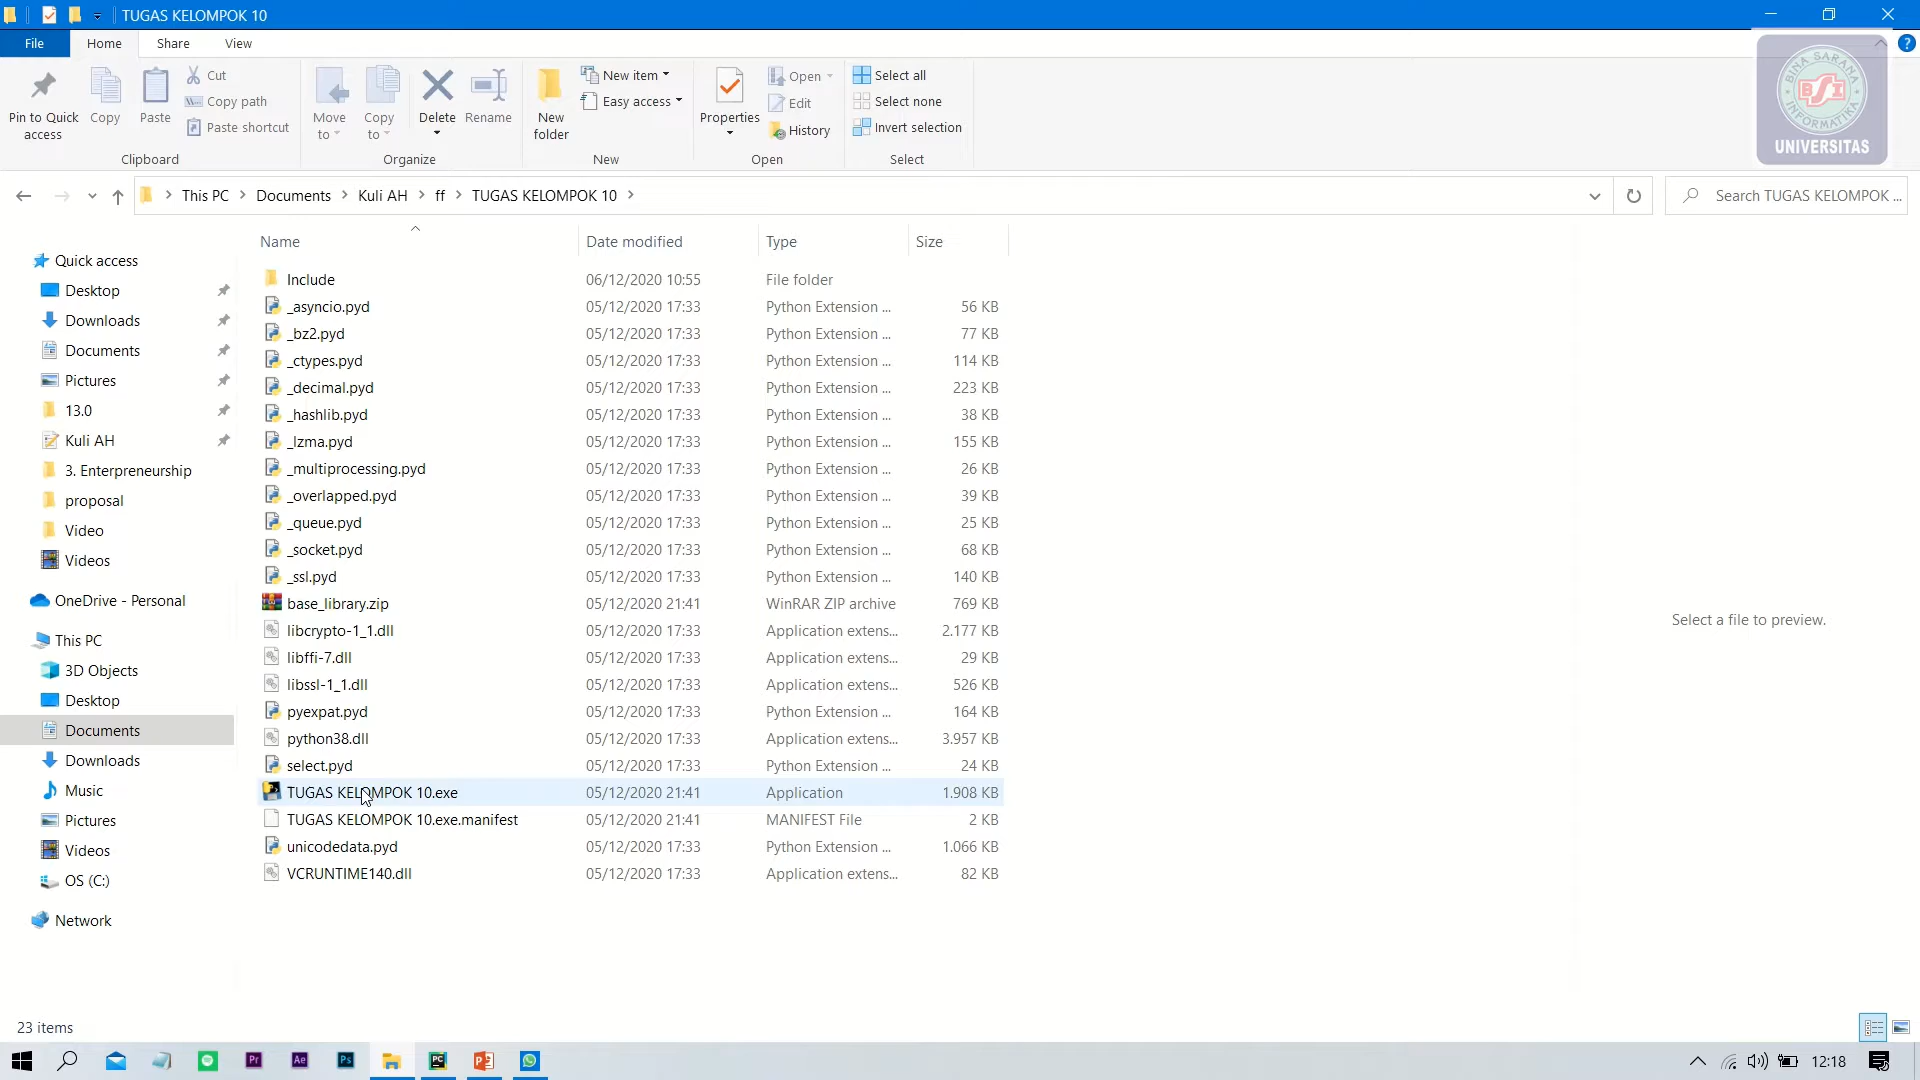 TUGAS KELOMPOK 10
File Home Share View
Pin to Quick access
Copy
Paste
Cut
Copy path
Paste shortcut
Clipboard
Move to
Copy to
Delete
Rename
Organize
New folder
New item
Easy access
New
Properties
Open
Edit
History
Open
Select all
Select none
Invert selection
Select
BINA SARANA
BSI
INFORMATIKA
UNIVERSITAS
This PC Documents Kuli AH ff TUGAS KELOMPOK 10
Search TUGAS KELOMPOK ...
Quick access
Desktop
Downloads
Documents
Pictures
13.0
Kuli AH
3. Enterpreneurship
proposal
Video
Videos
OneDrive - Personal
This PC
3D Objects
Desktop
Documents
Downloads
Music
Pictures
Videos
OS (C:)
Network
Name Date modified Type Size
Include 06/12/2020 10:55 File folder
_asyncio.pyd 05/12/2020 17:33 Python Extension ... 56 KB
_bz2.pyd 05/12/2020 17:33 Python Extension ... 77 KB
_ctypes.pyd 05/12/2020 17:33 Python Extension ... 114 KB
_decimal.pyd 05/12/2020 17:33 Python Extension ... 223 KB
_hashlib.pyd 05/12/2020 17:33 Python Extension ... 38 KB
_lzma.pyd 05/12/2020 17:33 Python Extension ... 155 KB
_multiprocessing.pyd 05/12/2020 17:33 Python Extension ... 26 KB
_overlapped.pyd 05/12/2020 17:33 Python Extension ... 39 KB
_queue.pyd 05/12/2020 17:33 Python Extension ... 25 KB
_socket.pyd 05/12/2020 17:33 Python Extension ... 68 KB
_ssl.pyd 05/12/2020 17:33 Python Extension ... 140 KB
base_library.zip 05/12/2020 21:41 WinRAR ZIP archive 769 KB
libcrypto-1_1.dll 05/12/2020 17:33 Application extens... 2.177 KB
libffi-7.dll 05/12/2020 17:33 Application extens... 29 KB
libssl-1_1.dll 05/12/2020 17:33 Application extens... 526 KB
pyexpat.pyd 05/12/2020 17:33 Python Extension ... 164 KB
python38.dll 05/12/2020 17:33 Application extens... 3.957 KB
select.pyd 05/12/2020 17:33 Python Extension ... 24 KB
TUGAS KELOMPOK 10.exe 05/12/2020 21:41 Application 1.908 KB
TUGAS KELOMPOK 10.exe.manifest 05/12/2020 21:41 MANIFEST File 2 KB
unicodedata.pyd 05/12/2020 17:33 Python Extension ... 1.066 KB
VCRUNTIME140.dll 05/12/2020 17:33 Application extens... 82 KB
Select a file to preview.
23 items
Pr Ae Ps PC P
12:18